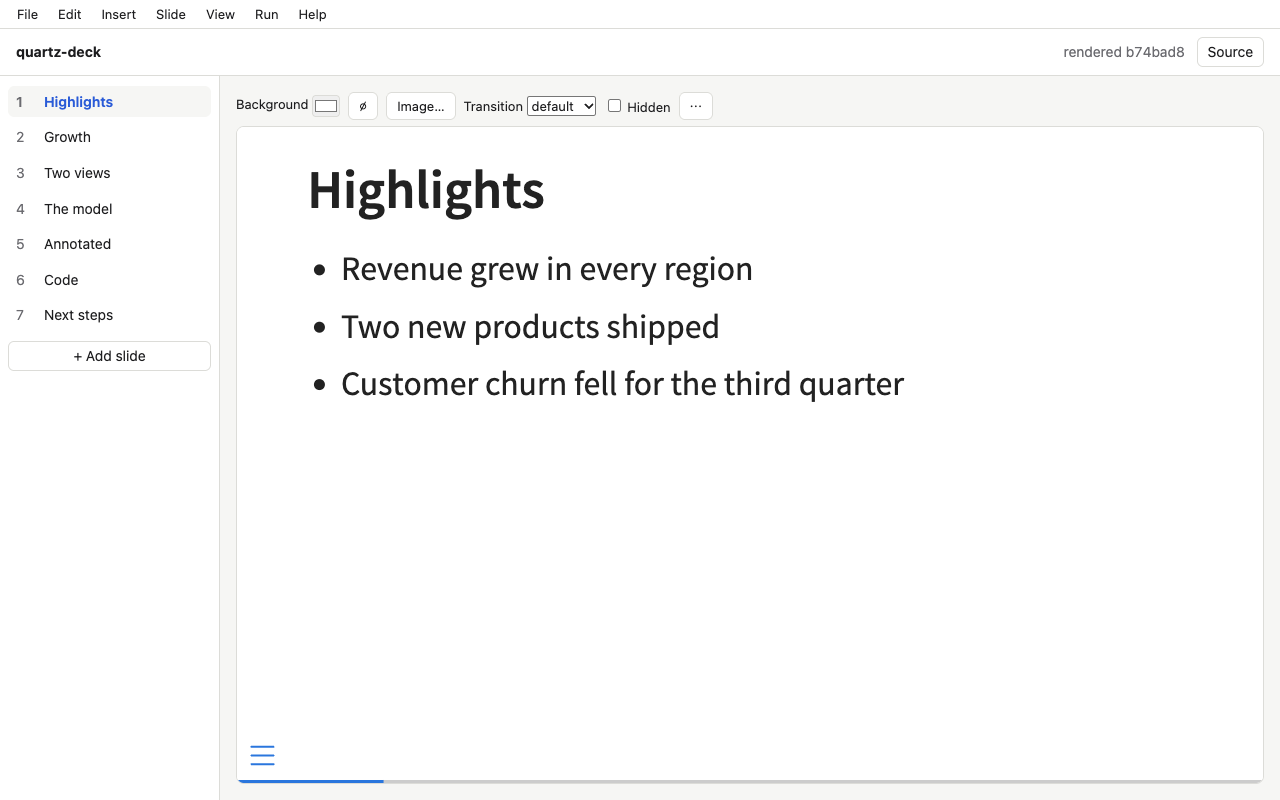 File Edit Insert Slide View Run Help
quartz-deck
rendered b74bad8 Source
1 Highlights
2 Growth
3 Two views
4 The model
5 Annotated
6 Code
7 Next steps
+ Add slide
Background ∅ Image... Transition default Hidden ...
Highlights
• Revenue grew in every region
• Two new products shipped
• Customer churn fell for the third quarter